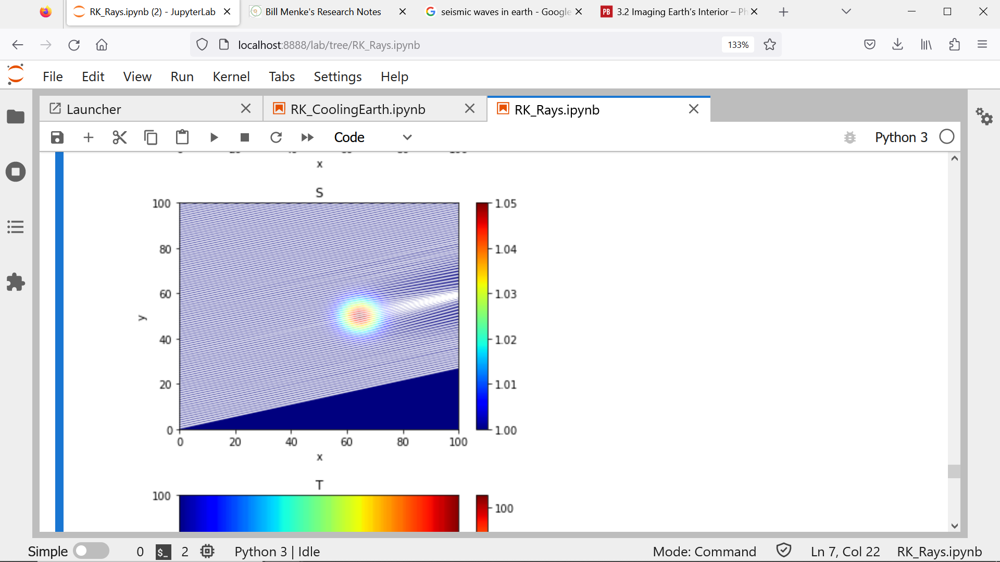 RK_Rays.ipynb (2) - JupyterLab
Bill Menke's Research Notes
seismic waves in earth - Google
PB
3.2 Imaging Earth's Interior – Ph
localhost:8888/lab/tree/RK_Rays.ipynb
133%
File Edit View Run Kernel Tabs Settings Help
Launcher
RK_CoolingEarth.ipynb
RK_Rays.ipynb
Code
Python 3
x
S
100
80
60
40
20
0
y
0 20 40 60 80 100
x
1.05
1.04
1.03
1.02
1.01
1.00
T
100
100
Simple 0 $_ 2 Python 3 | Idle Mode: Command Ln 7, Col 22 RK_Rays.ipynb